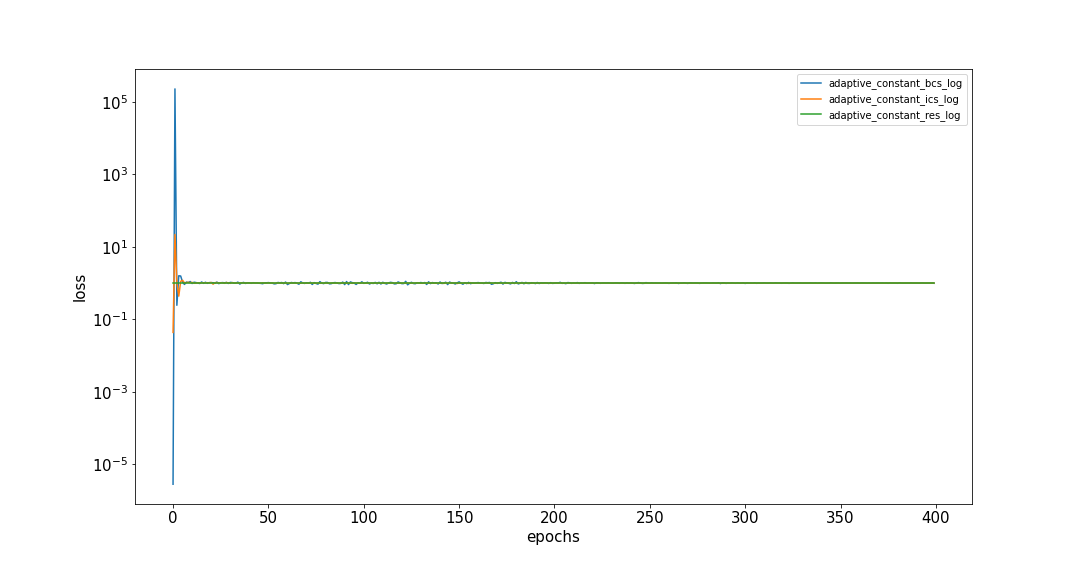 adaptive_constant_bcs_log
adaptive_constant_ics_log
adaptive_constant_res_log
10^5
10^3
10^1
10^−1
10^−3
10^−5
loss
0 50 100 150 200 250 300 350 400
epochs